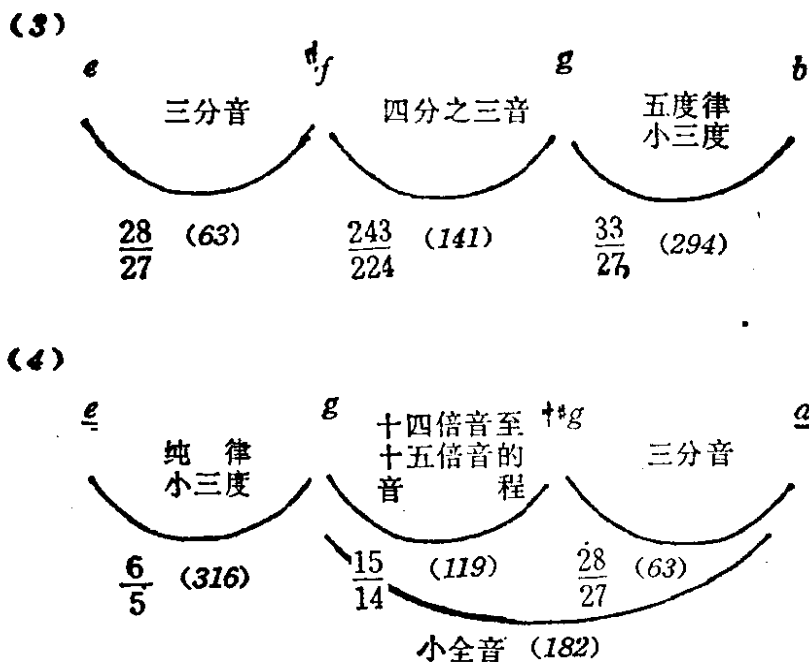 (3)
e f g b
三分音 四分之三音 五度律
小三度
28/27 (63) 243/224 (141) 33/27 (294)
(4)
e g #g a
纯 律
小三度
十四倍音至
十五倍音的
音 程
三分音
6/5 (316) 15/14 (119) 28/27 (63)
小全音 (182)